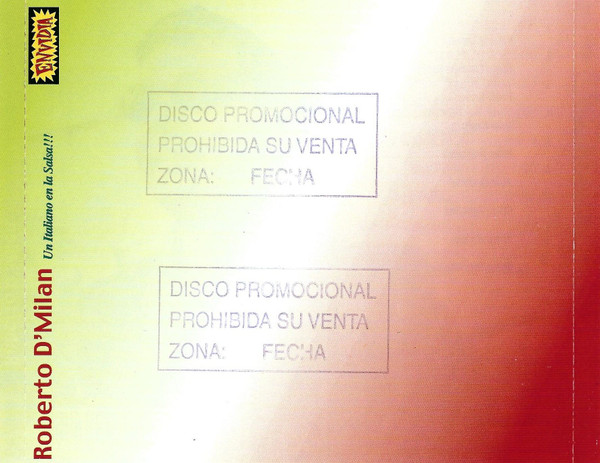 ENVIDIA
Roberto D'Milan Un Italiano en la Salsa!!!
DISCO PROMOCIONAL
PROHIBIDA SU VENTA
ZONA: FECHA
DISCO PROMOCIONAL
PROHIBIDA SU VENTA
ZONA: FECHA